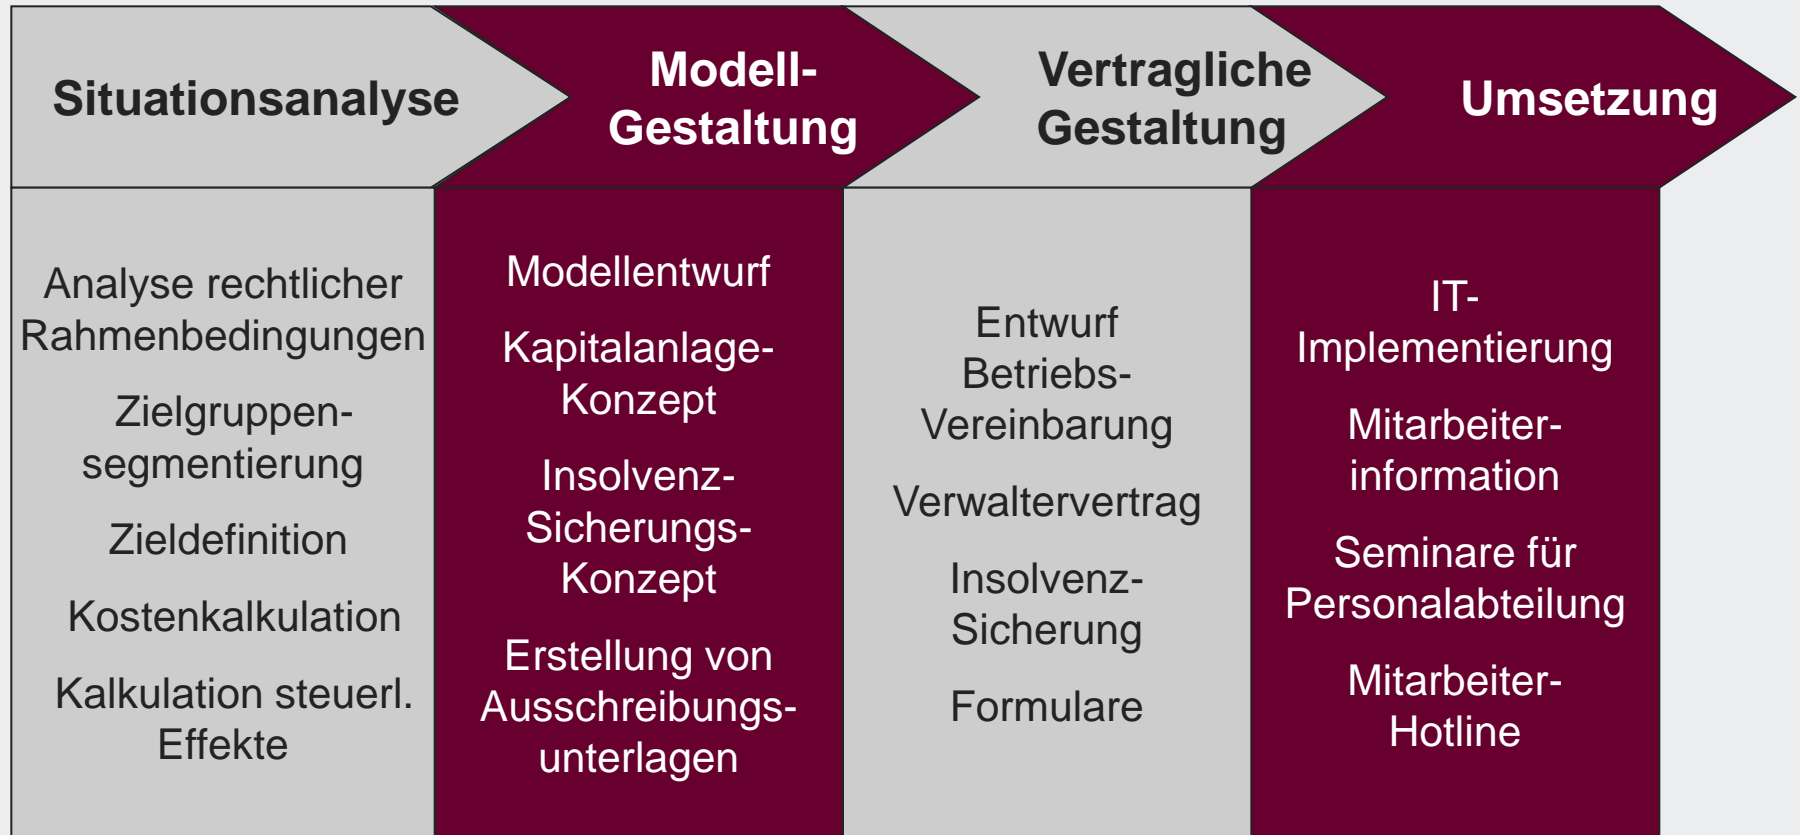 Situationsanalyse
Modell-
Gestaltung
Vertragliche
Gestaltung
Umsetzung
Analyse rechtlicher
Rahmenbedingungen
Zielgruppen-
segmentierung
Zieldefinition
Kostenkalkulation
Kalkulation steuerl.
Effekte
Modellentwurf
Kapitalanlage-
Konzept
Insolvenz-
Sicherungs-
Konzept
Erstellung von
Ausschreibungs-
unterlagen
Entwurf
Betriebs-
Vereinbarung
Verwaltervertrag
Insolvenz-
Sicherung
Formulare
IT-
Implementierung
Mitarbeiter-
information
Seminare für
Personalabteilung
Mitarbeiter-
Hotline